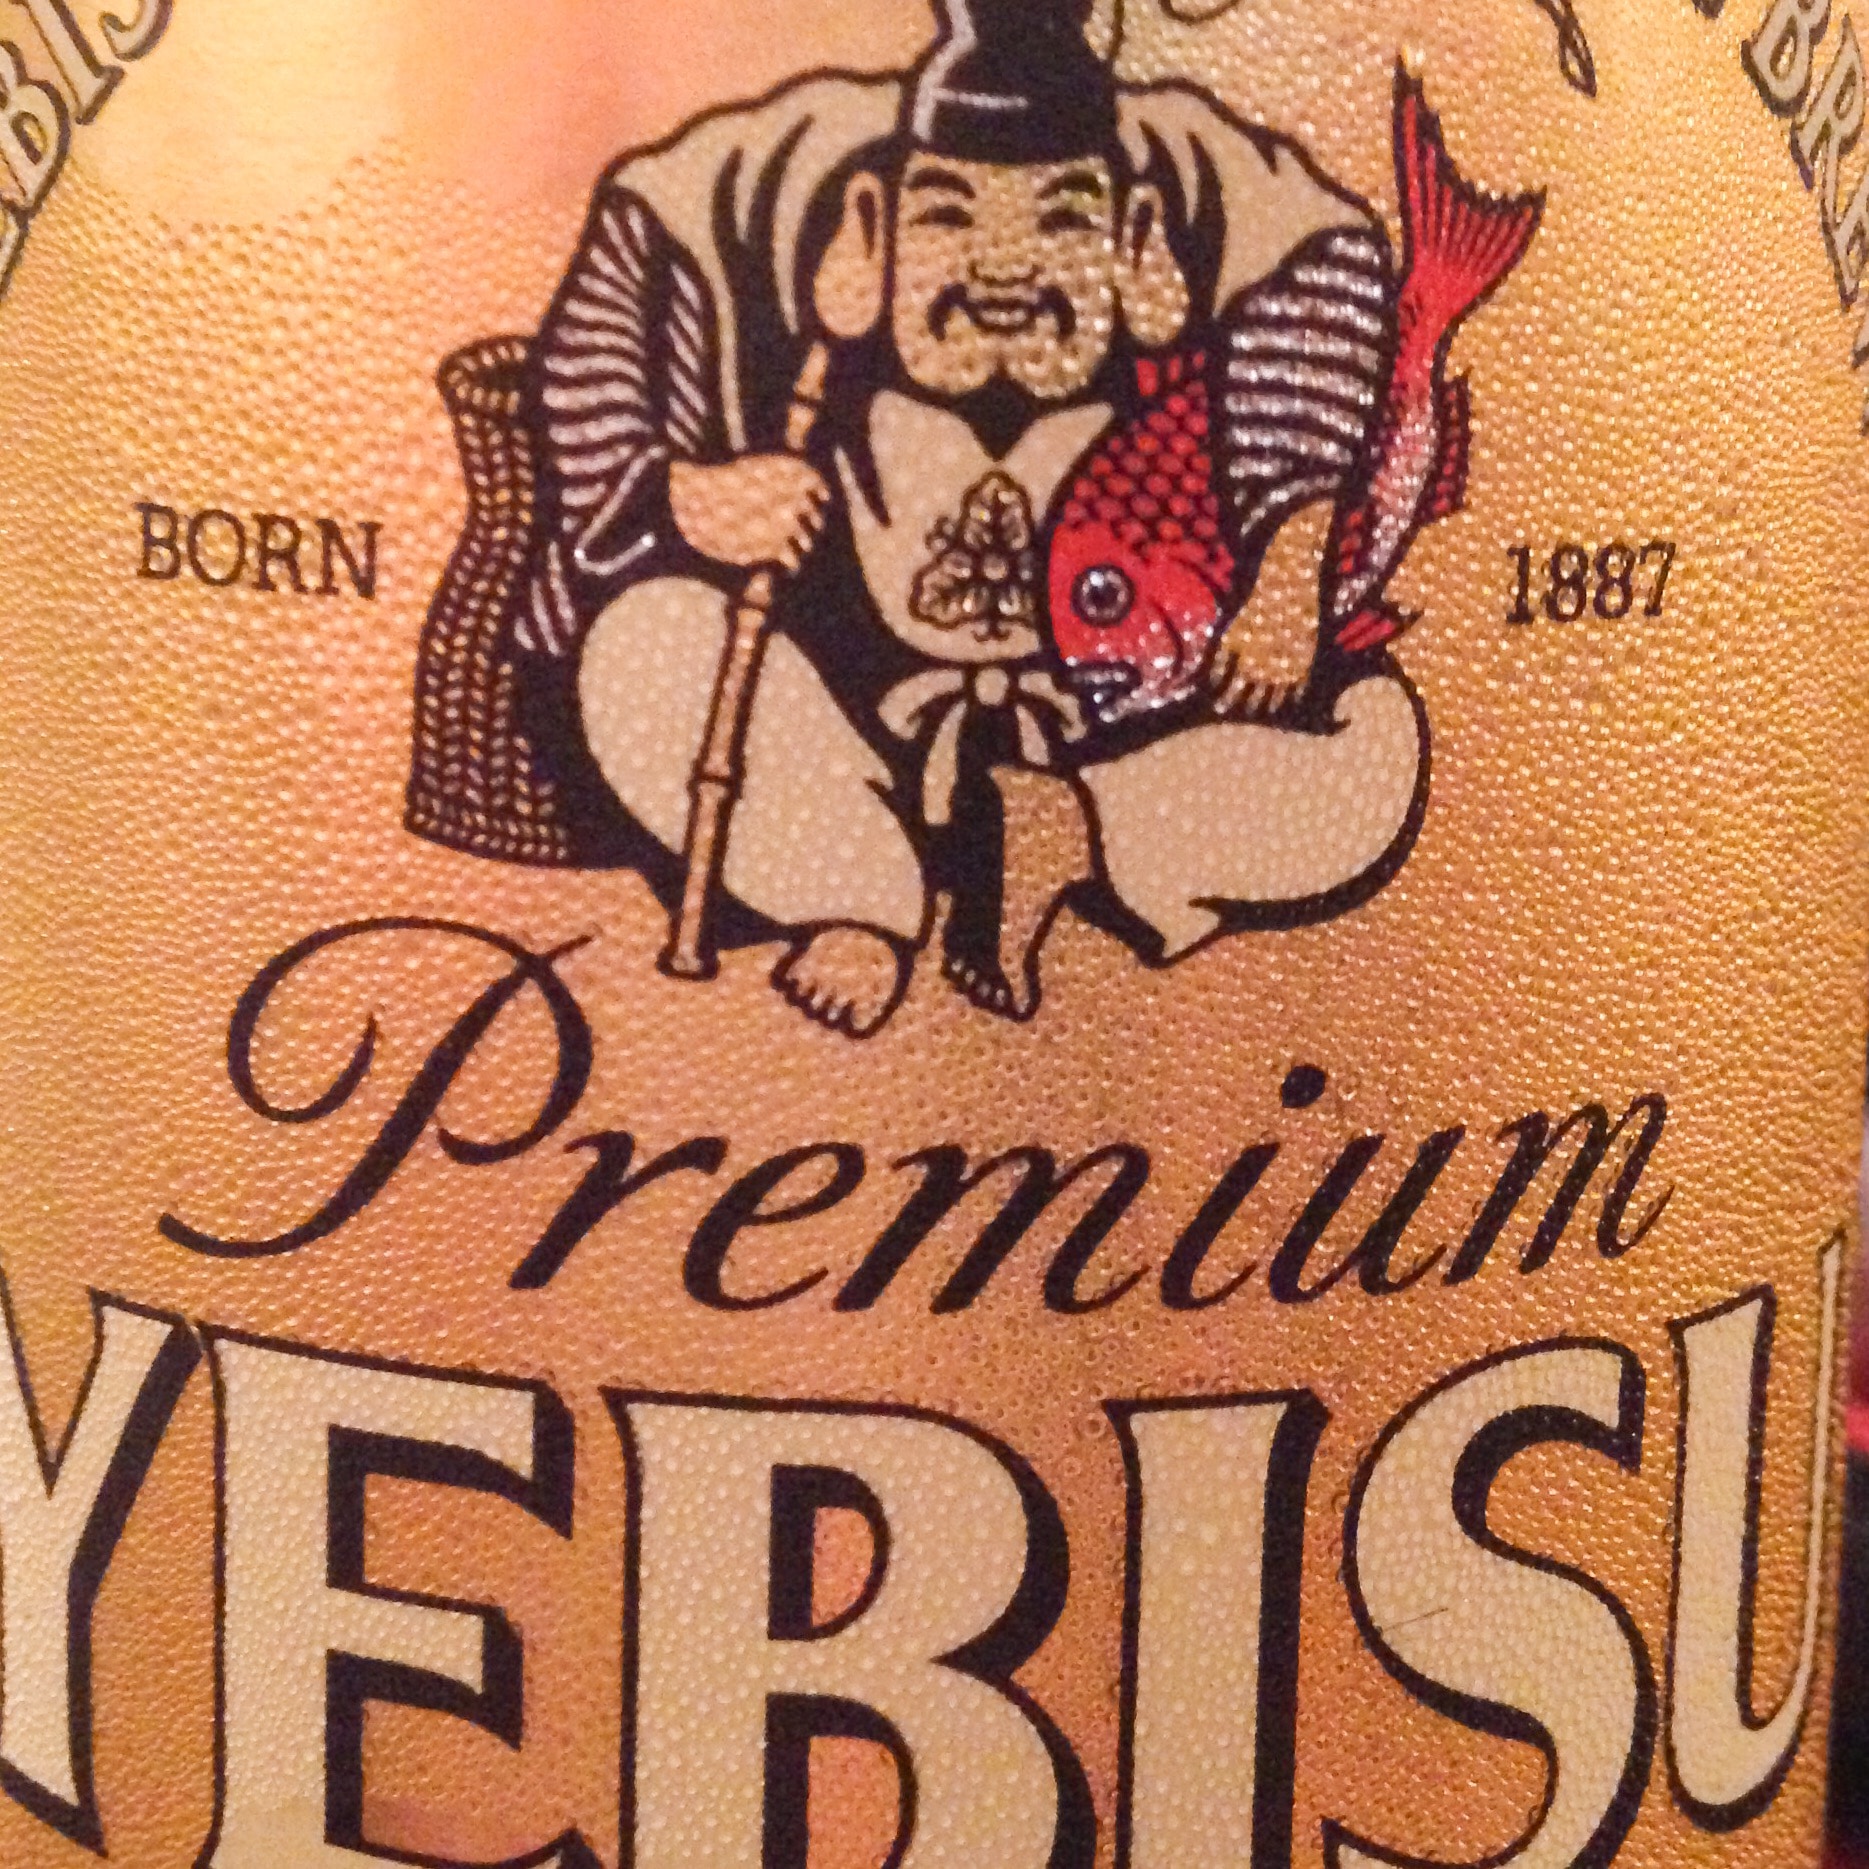 BORN 1887
Premium
YEBISU